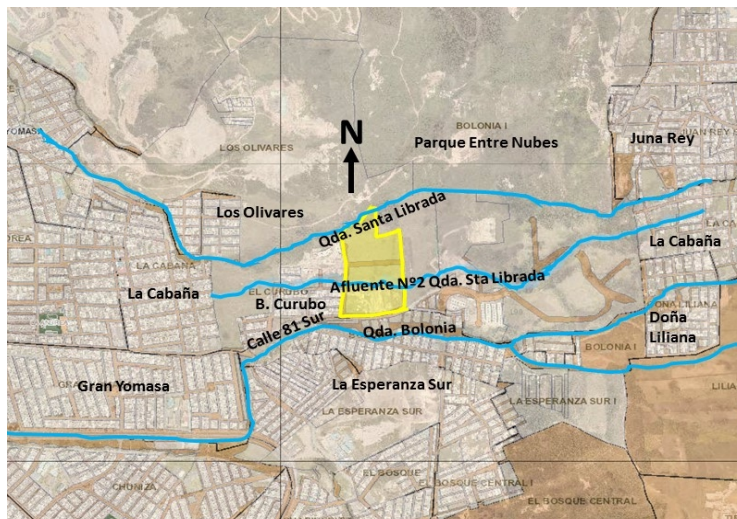 N
BOLONIA I
Parque Entre Nubes
Juna Rey
JUAN REY
YOMASA
LOS OLIVARES
Los Olivares
Qda. Santa Librada
La Cabaña
LA CABAÑA
La Cabaña
EL CURUBO
B. Curubo
Afluente Nº2 Qda. Sta Librada
Calle 81 Sur
Qda. Bolonia
DOÑA LILIANA
Doña
Liliana
BOLONIA I
Gran Yomasa
La Esperanza Sur
LA ESPERANZA SUR
LA ESPERANZA SUR I
EL BOSQUE
EL BOSQUE CENTRAL I
EL BOSQUE CENTRAL
CHUNIZA